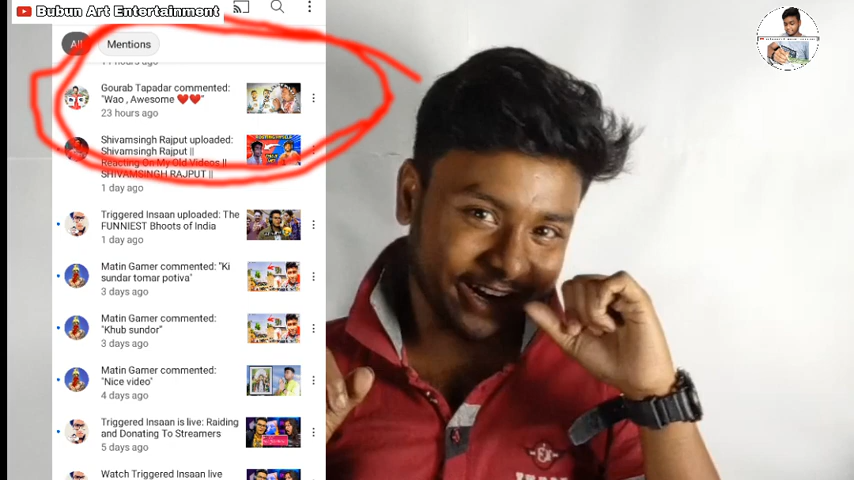 Bubun Art Entertainment
All
Mentions
Gourab Tapadar commented:
"Wao , Awesome ❤️❤️"
23 hours ago
Shivamsingh Rajput uploaded:
Shivamsingh Rajput ||
Reacting On My Old Videos ||
SHIVAMSINGH RAJPUT ||
1 day ago
Triggered Insaan uploaded: The
FUNNIEST Bhoots of India
1 day ago
Matin Gamer commented: "Ki
sundar tomar potiva"
3 days ago
Matin Gamer commented:
"Khub sundor"
3 days ago
Matin Gamer commented:
"Nice video"
4 days ago
Triggered Insaan is live: Raiding
and Donating To Streamers
5 days ago
Watch Triggered Insaan live